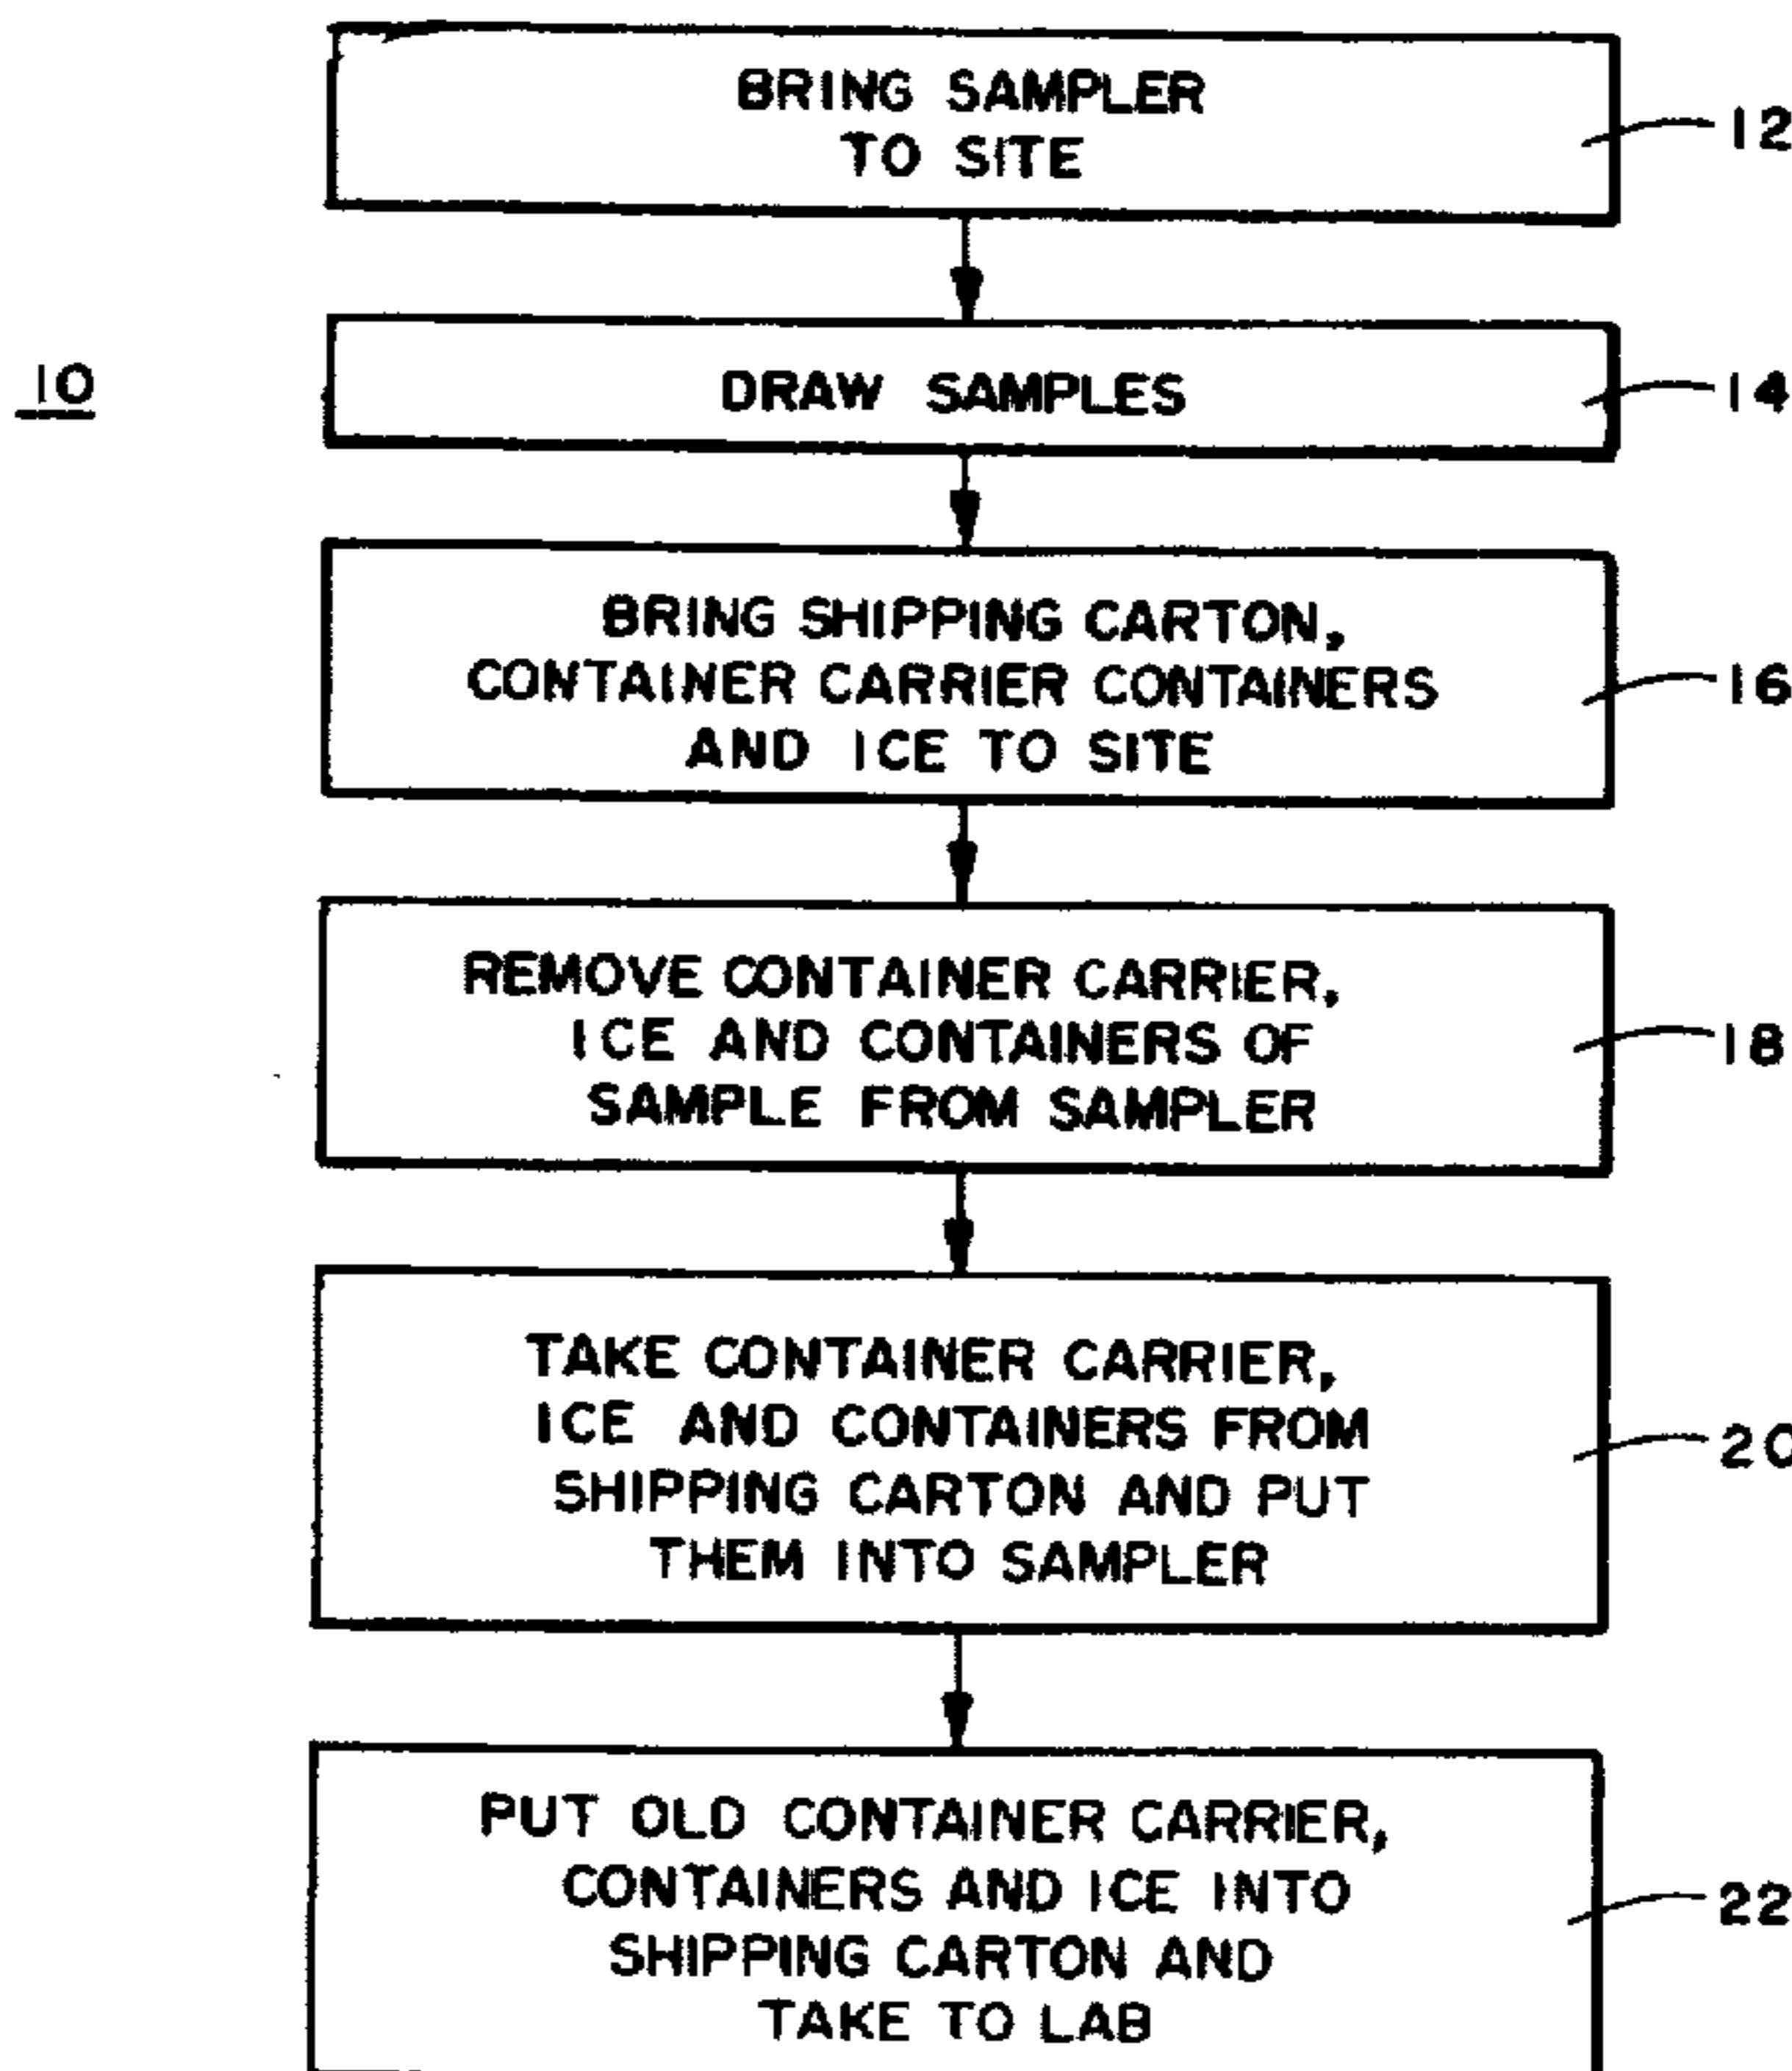 BRING SAMPLER
TO SITE
12
10
DRAW SAMPLES
14
BRING SHIPPING CARTON,
CONTAINER CARRIER CONTAINERS
AND ICE TO SITE
16
REMOVE CONTAINER CARRIER,
ICE AND CONTAINERS OF
SAMPLE FROM SAMPLER
18
TAKE CONTAINER CARRIER,
ICE AND CONTAINERS FROM
SHIPPING CARTON AND PUT
THEM INTO SAMPLER
20
PUT OLD CONTAINER CARRIER,
CONTAINERS AND ICE INTO
SHIPPING CARTON AND
TAKE TO LAB
22